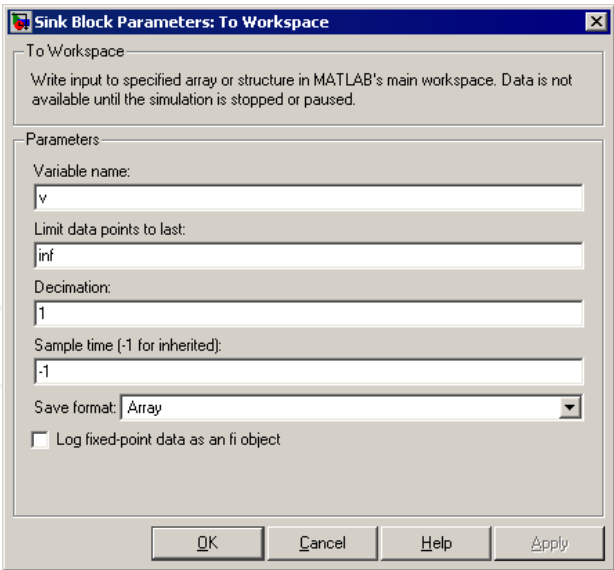 Sink Block Parameters: To Workspace
To Workspace
Write input to specified array or structure in MATLAB's main workspace. Data is not
available until the simulation is stopped or paused.
Parameters
Variable name:
v
Limit data points to last:
inf
Decimation:
1
Sample time (-1 for inherited):
-1
Save format: Array
Log fixed-point data as an fi object
OK Cancel Help Apply